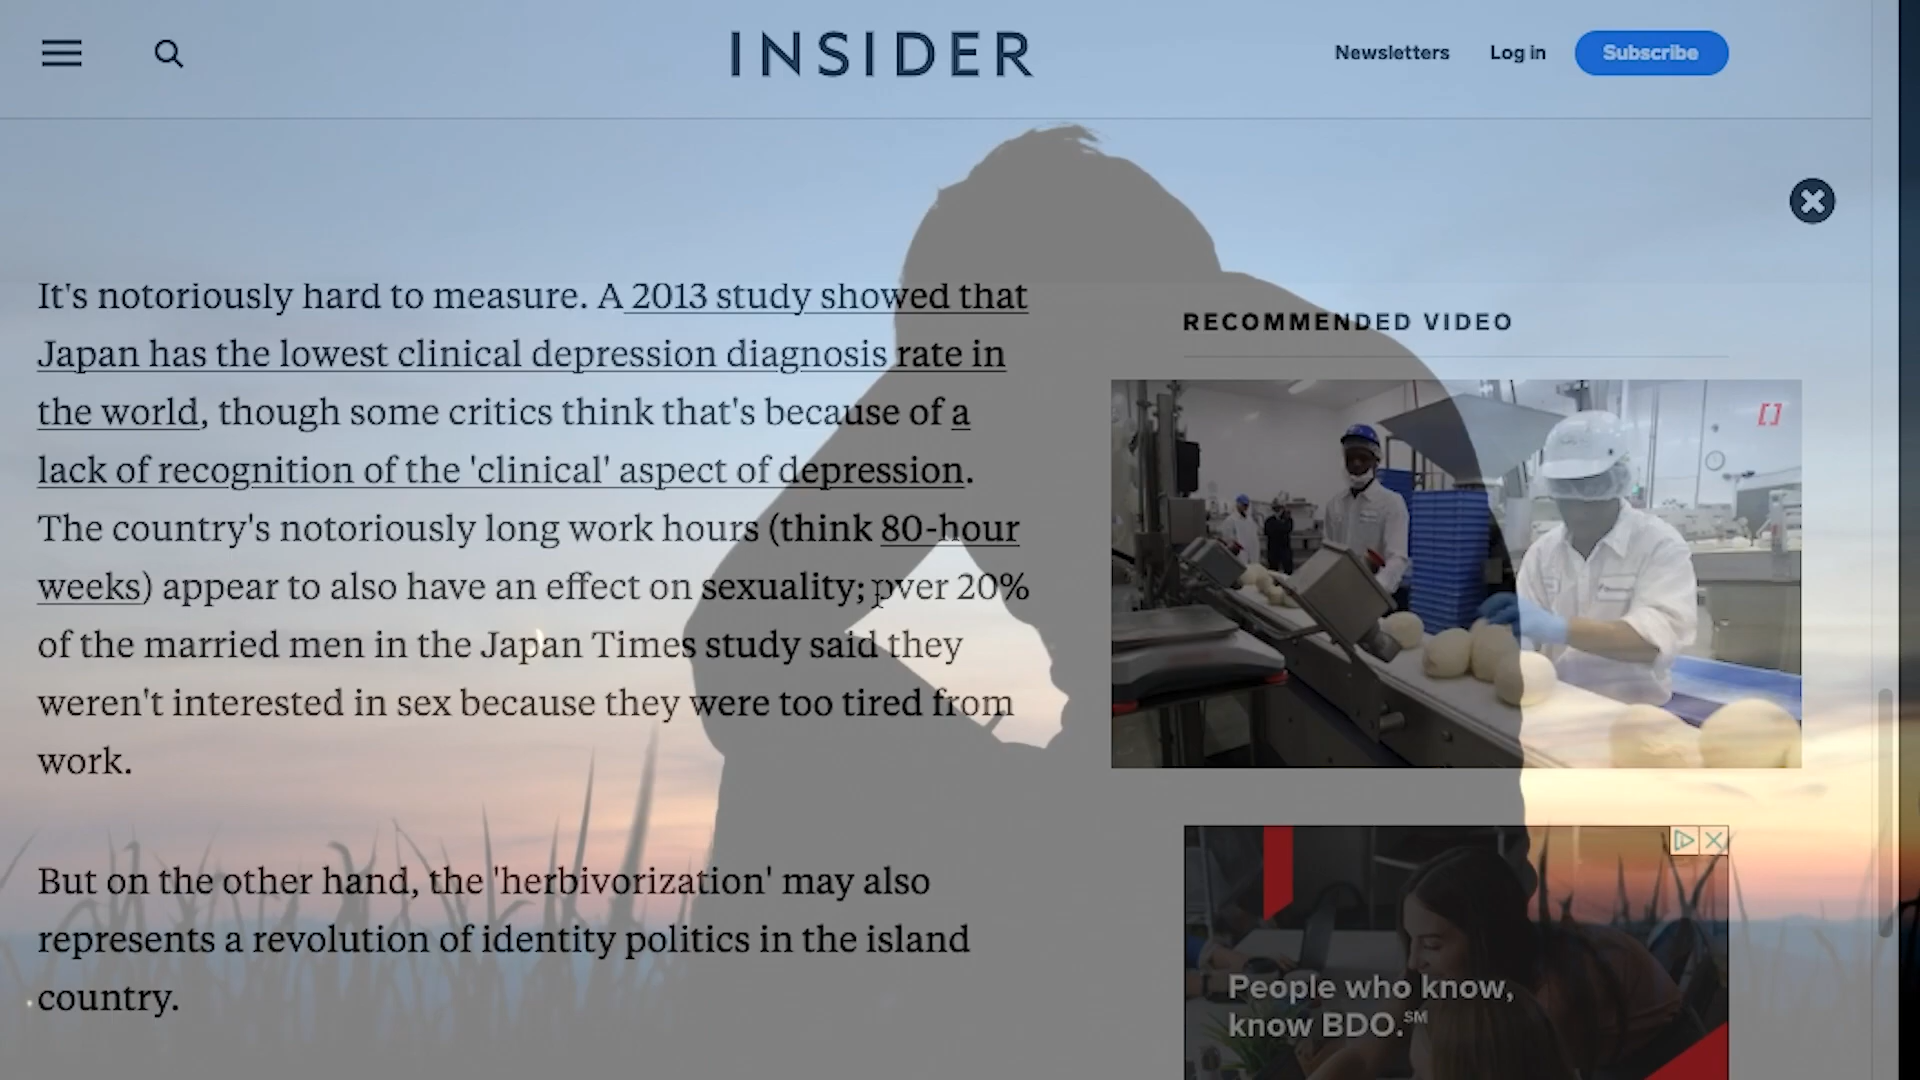 INSIDER
Newsletters
Log in
Subscribe
It's notoriously hard to measure. A 2013 study showed that
Japan has the lowest clinical depression diagnosis rate in
the world, though some critics think that's because of a
lack of recognition of the 'clinical' aspect of depression.
The country's notoriously long work hours (think 80-hour
weeks) appear to also have an effect on sexuality; over 20%
of the married men in the Japan Times study said they
weren't interested in sex because they were too tired from
work.
But on the other hand, the 'herbivorization' may also
represents a revolution of identity politics in the island
country.
RECOMMENDED VIDEO
People who know,
know BDO.℠